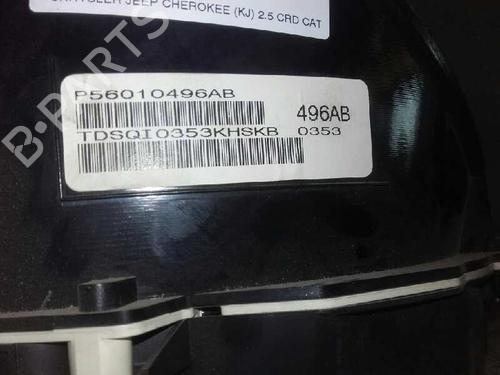 CHRYSLER JEEP CHEROKEE (KJ) 2.5 CRD CAT
P56010496AB
496AB
TDSQI0353KHSKB 0353
B-PARTS